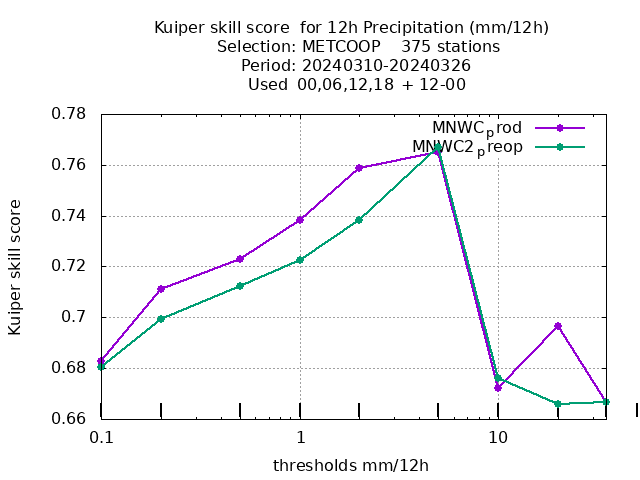 Kuiper skill score  for 12h Precipitation (mm/12h)
Selection: METCOOP    375 stations
Period: 20240310-20240326
Used  00,06,12,18 + 12-00
MNWCprod
MNWC2preop
Kuiper skill score
0.78
0.76
0.74
0.72
0.7
0.68
0.66
0.1 1 10
thresholds mm/12h